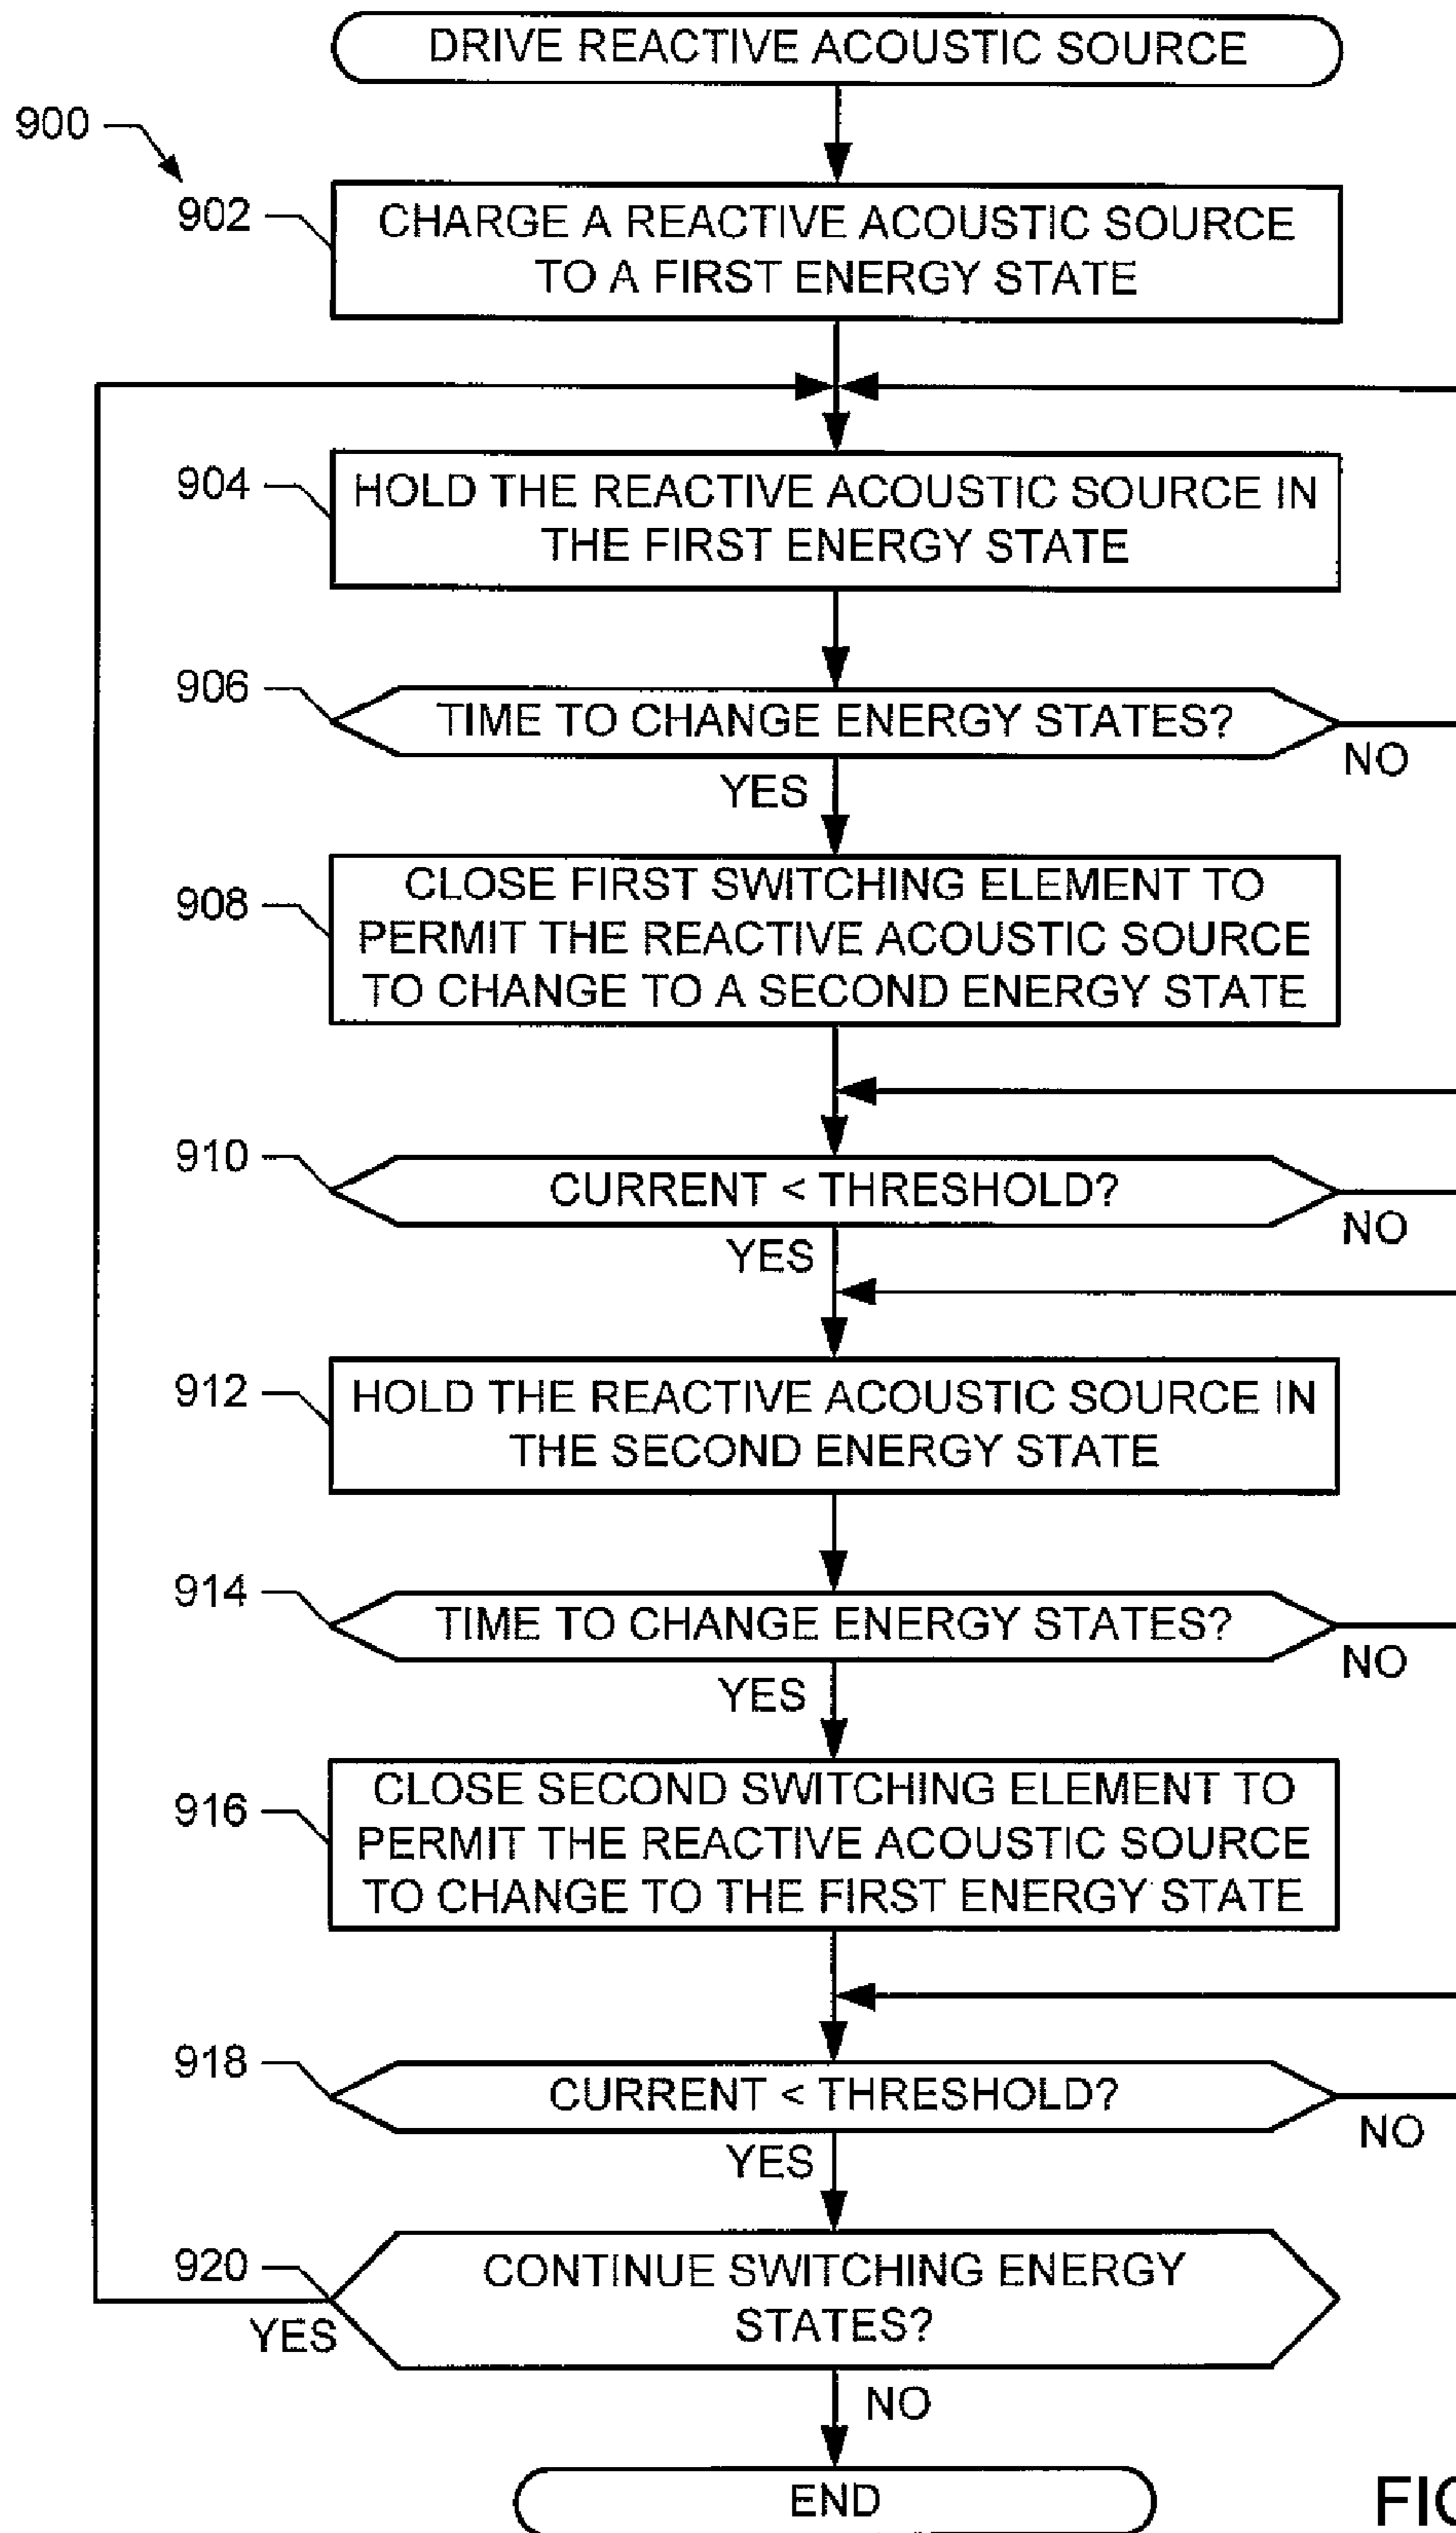 DRIVE REACTIVE ACOUSTIC SOURCE
900
902
CHARGE A REACTIVE ACOUSTIC SOURCE
TO A FIRST ENERGY STATE
904
HOLD THE REACTIVE ACOUSTIC SOURCE IN
THE FIRST ENERGY STATE
906
TIME TO CHANGE ENERGY STATES?
NO
YES
908
CLOSE FIRST SWITCHING ELEMENT TO
PERMIT THE REACTIVE ACOUSTIC SOURCE
TO CHANGE TO A SECOND ENERGY STATE
910
CURRENT < THRESHOLD?
NO
YES
912
HOLD THE REACTIVE ACOUSTIC SOURCE IN
THE SECOND ENERGY STATE
914
TIME TO CHANGE ENERGY STATES?
NO
YES
916
CLOSE SECOND SWITCHING ELEMENT TO
PERMIT THE REACTIVE ACOUSTIC SOURCE
TO CHANGE TO THE FIRST ENERGY STATE
918
CURRENT < THRESHOLD?
NO
YES
920
CONTINUE SWITCHING ENERGY
STATES?
YES
NO
END